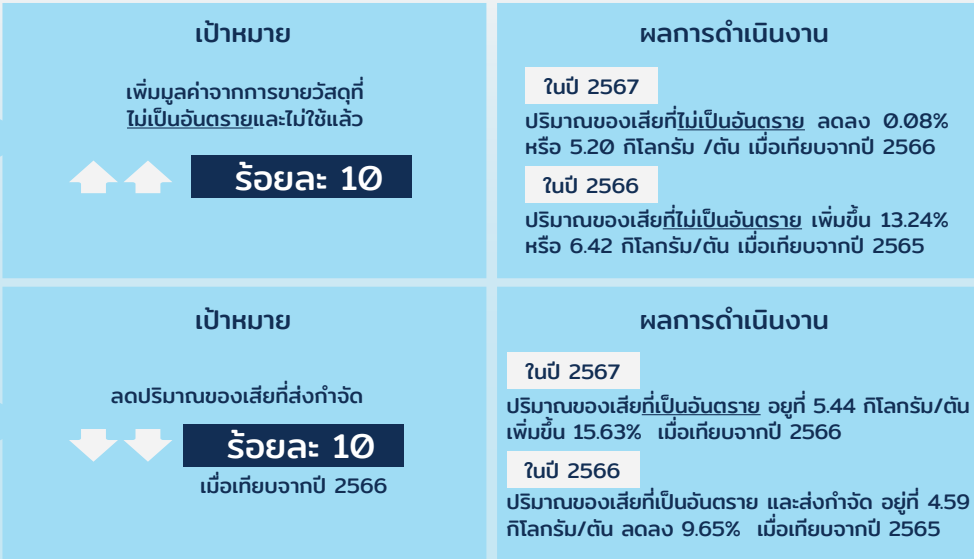 เป้าหมาย
เพิ่มมูลค่าจากการขายวัสดุที่
ไม่เป็นอันตรายและไม่ใช้แล้ว
ร้อยละ 10
ผลการดำเนินงาน
ในปี 2567
ปริมาณของเสียที่ไม่เป็นอันตราย ลดลง 0.08%
หรือ 5.20 กิโลกรัม /ตัน เมื่อเทียบจากปี 2566
ในปี 2566
ปริมาณของเสียที่ไม่เป็นอันตราย เพิ่มขึ้น 13.24%
หรือ 6.42 กิโลกรัม/ตัน เมื่อเทียบจากปี 2565
เป้าหมาย
ลดปริมาณของเสียที่ส่งกำจัด
ร้อยละ 10
เมื่อเทียบจากปี 2566
ผลการดำเนินงาน
ในปี 2567
ปริมาณของเสียที่เป็นอันตราย อยูที่ 5.44 กิโลกรัม/ตัน
เพิ่มขึ้น 15.63% เมื่อเทียบจากปี 2566
ในปี 2566
ปริมาณของเสียที่เป็นอันตราย และส่งกำจัด อยู่ที่ 4.59
กิโลกรัม/ตัน ลดลง 9.65% เมื่อเทียบจากปี 2565